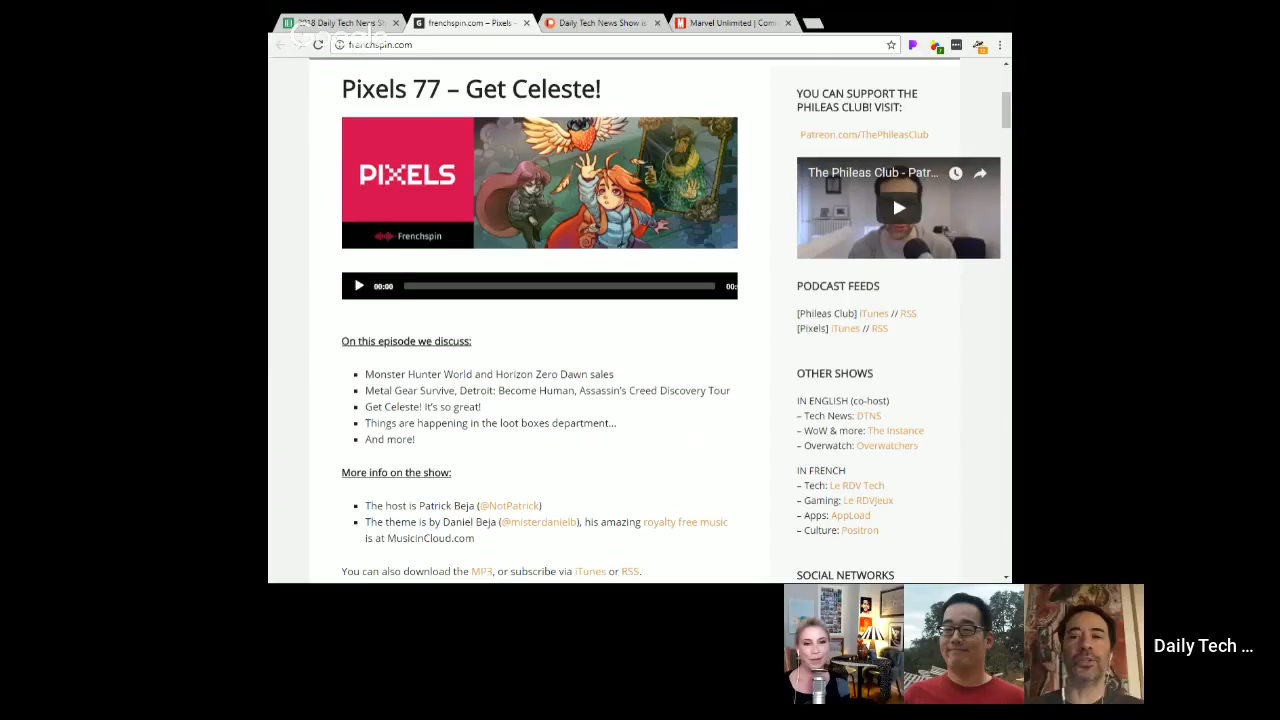 2018 Daily Tech News Sh
frenchspin.com – Pixels –
Daily Tech News Show is
Marvel Unlimited | Comi
frenchspin.com
Pixels 77 – Get Celeste!
PIXELS
Frenchspin
00:00
00:
On this episode we discuss:
Monster Hunter World and Horizon Zero Dawn sales
Metal Gear Survive, Detroit: Become Human, Assassin's Creed Discovery Tour
Get Celeste! It's so great!
Things are happening in the loot boxes department...
And more!
More info on the show:
The host is Patrick Beja (@NotPatrick)
The theme is by Daniel Beja (@misterdanielb), his amazing royalty free music
is at MusicinCloud.com
You can also download the MP3, or subscribe via iTunes or RSS.
YOU CAN SUPPORT THE
PHILEAS CLUB! VISIT:
Patreon.com/ThePhileasClub
The Phileas Club - Patr...
PODCAST FEEDS
[Phileas Club] iTunes // RSS
[Pixels] iTunes // RSS
OTHER SHOWS
IN ENGLISH (co-host)
– Tech News: DTNS
– WoW & more: The Instance
– Overwatch: Overwatchers
IN FRENCH
– Tech: Le RDV Tech
– Gaming: Le RDVJeux
– Apps: AppLoad
– Culture: Positron
SOCIAL NETWORKS
Daily Tech ...